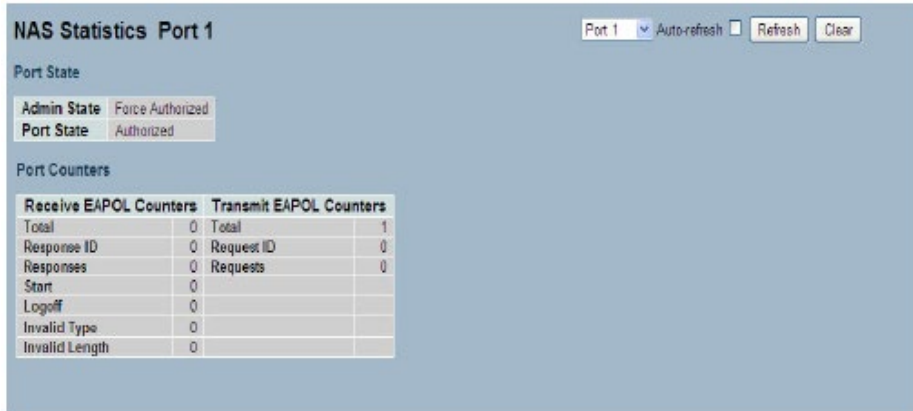 NAS Statistics Port 1
Port 1 Auto-refresh Refresh Clear
Port State
Admin State Force Authorized
Port State Authorized
Port Counters
Receive EAPOL Counters Transmit EAPOL Counters
Total 0 Total 1
Response ID 0 Request ID 0
Responses 0 Requests 0
Start 0
Logoff 0
Invalid Type 0
Invalid Length 0